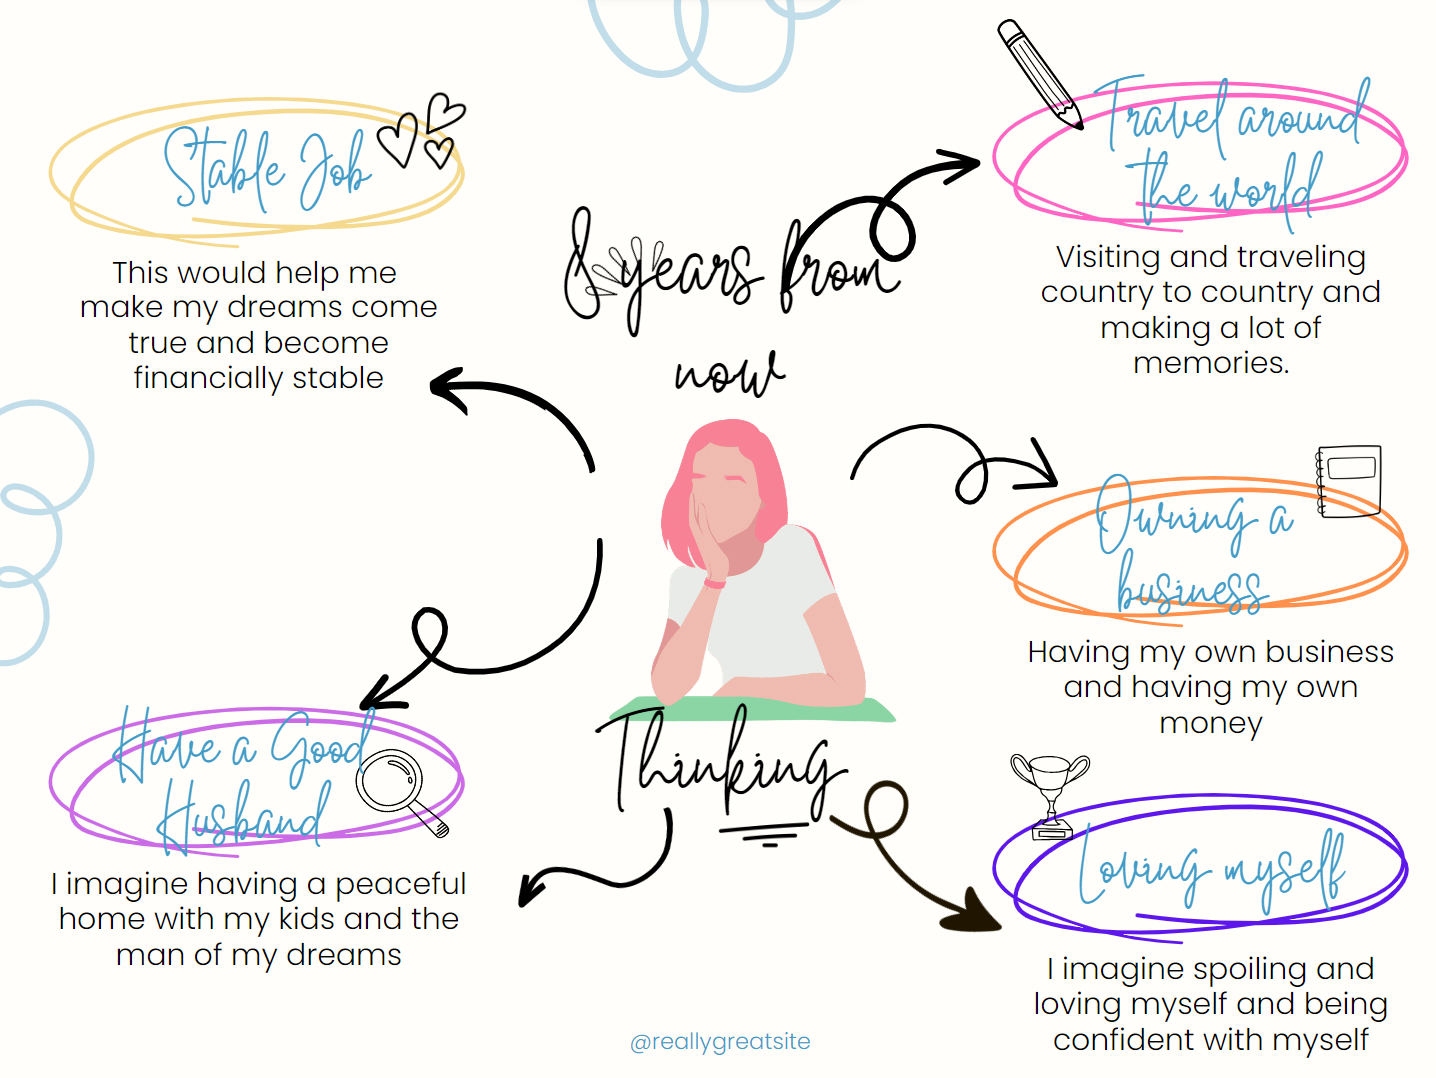 8 years from
now
Thinking
Stable Job
This would help me
make my dreams come
true and become
financially stable
Have a Good
Husband
I imagine having a peaceful
home with my kids and the
man of my dreams
Travel around
the world
Visiting and traveling
country to country and
making a lot of
memories.
Owning a
business
Having my own business
and having my own
money
Loving myself
I imagine spoiling and
loving myself and being
confident with myself
@reallygreatsite